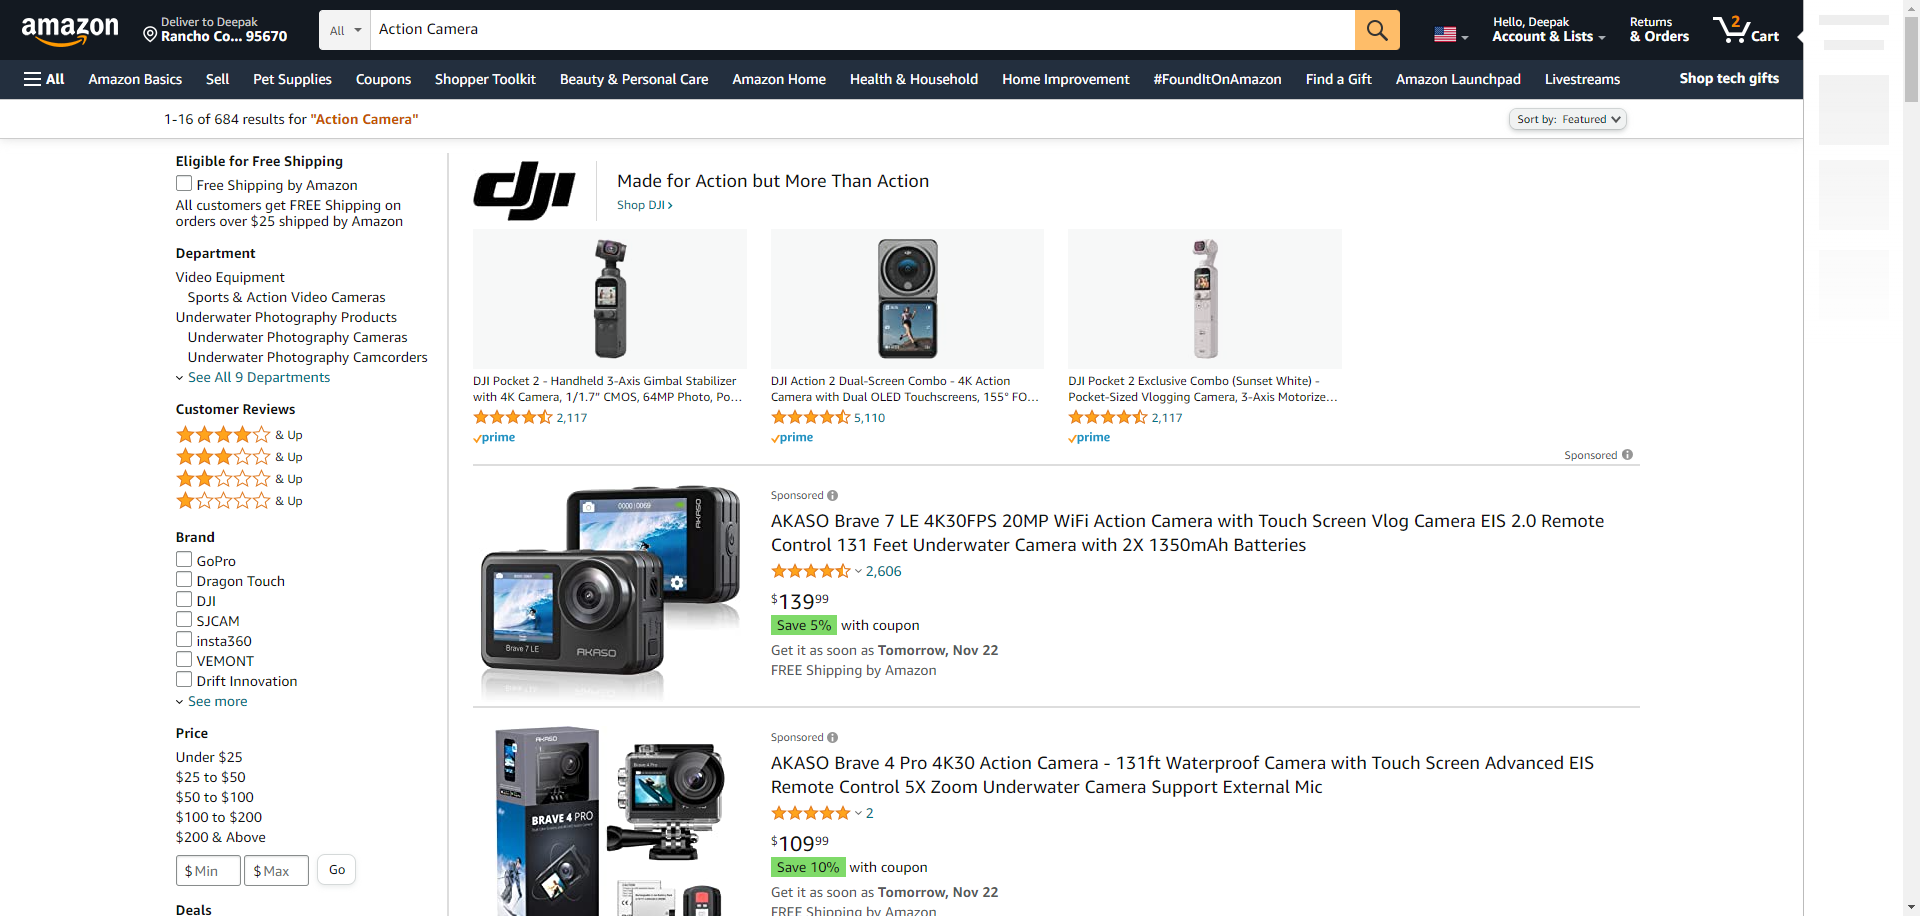 amazon
Deliver to Deepak
Rancho Co... 95670
All
Action Camera
Hello, Deepak
Account & Lists
Returns
& Orders
2
Cart
All
Amazon Basics
Sell
Pet Supplies
Coupons
Shopper Toolkit
Beauty & Personal Care
Amazon Home
Health & Household
Home Improvement
#FoundItOnAmazon
Find a Gift
Amazon Launchpad
Livestreams
Shop tech gifts
1-16 of 684 results for "Action Camera"
Sort by: Featured
Eligible for Free Shipping
Free Shipping by Amazon
All customers get FREE Shipping on
orders over $25 shipped by Amazon
Department
Video Equipment
Sports & Action Video Cameras
Underwater Photography Products
Underwater Photography Cameras
Underwater Photography Camcorders
See All 9 Departments
Customer Reviews
& Up
& Up
& Up
& Up
Brand
GoPro
Dragon Touch
DJI
SJCAM
insta360
VEMONT
Drift Innovation
See more
Price
Under $25
$25 to $50
$50 to $100
$100 to $200
$200 & Above
$ Min
$ Max
Go
Deals
dji
Made for Action but More Than Action
Shop DJI ›
DJI Pocket 2 - Handheld 3-Axis Gimbal Stabilizer
with 4K Camera, 1/1.7" CMOS, 64MP Photo, Po...
2,117
prime
DJI Action 2 Dual-Screen Combo - 4K Action
Camera with Dual OLED Touchscreens, 155° FO...
5,110
prime
DJI Pocket 2 Exclusive Combo (Sunset White) -
Pocket-Sized Vlogging Camera, 3-Axis Motorize...
2,117
prime
Sponsored
0000|0069
AKASO
Brave 7 LE
AKASO
Sponsored
AKASO Brave 7 LE 4K30FPS 20MP WiFi Action Camera with Touch Screen Vlog Camera EIS 2.0 Remote
Control 131 Feet Underwater Camera with 2X 1350mAh Batteries
2,606
$139 99
Save 5% with coupon
Get it as soon as Tomorrow, Nov 22
FREE Shipping by Amazon
AKASO
Brave 4 Pro
BRAVE 4 PRO
Sponsored
AKASO Brave 4 Pro 4K30 Action Camera - 131ft Waterproof Camera with Touch Screen Advanced EIS
Remote Control 5X Zoom Underwater Camera Support External Mic
2
$109 99
Save 10% with coupon
Get it as soon as Tomorrow, Nov 22
FREE Shipping by Amazon